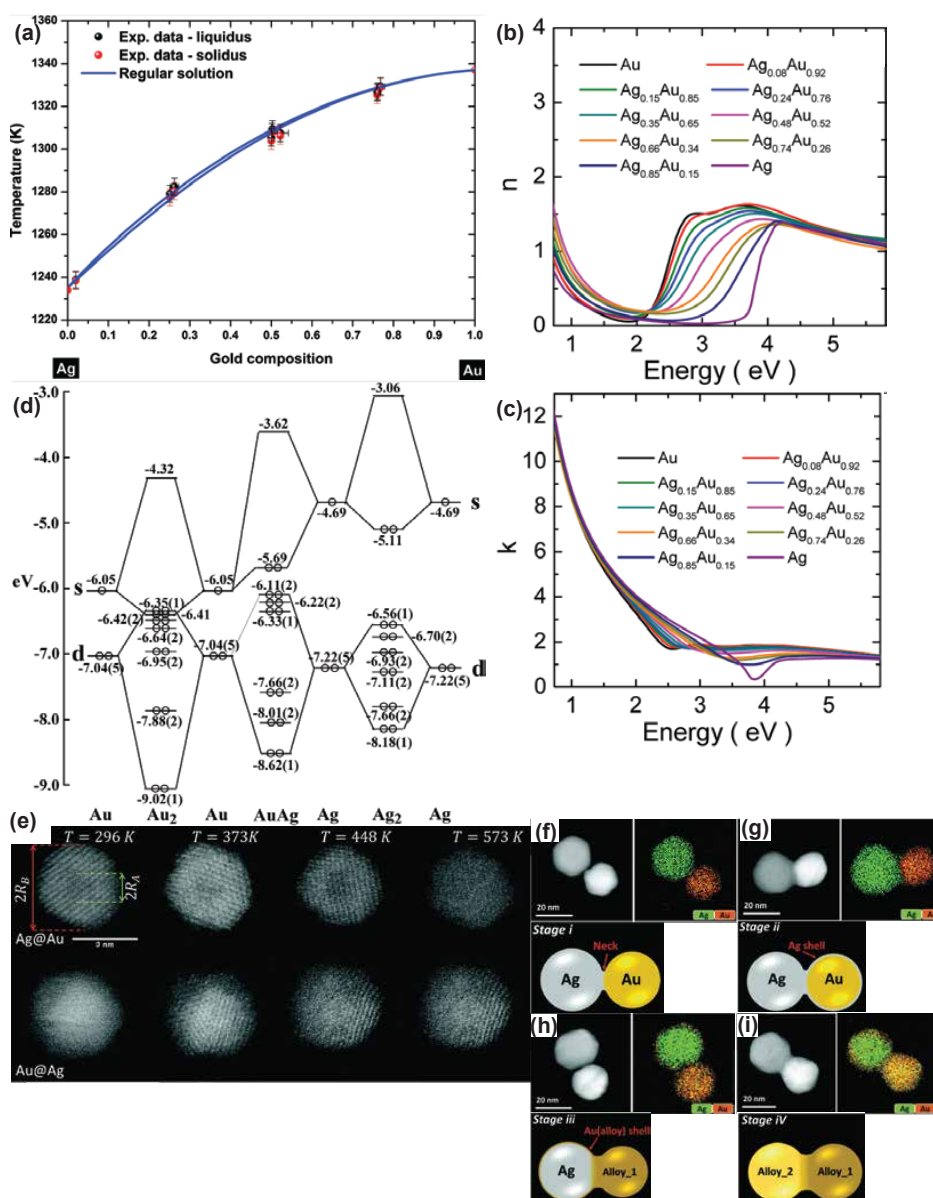 (a)
1360
1340
1320
1300
1280
1260
1240
1220
Temperature (K)
Exp. data - liquidus
Exp. data - solidus
Regular solution
0.0 0.1 0.2 0.3 0.4 0.5 0.6 0.7 0.8 0.9 1.0
Gold composition
Ag
Au
(b)
n
2
1
0
Au
Ag0.08Au0.92
Ag0.15Au0.85
Ag0.24Au0.76
Ag0.35Au0.65
Ag0.48Au0.52
Ag0.66Au0.34
Ag0.74Au0.26
Ag0.85Au0.15
Ag
1 2 3 4 5
Energy ( eV )
(c)
k
12
10
8
6
4
2
0
Au
Ag0.08Au0.92
Ag0.15Au0.85
Ag0.24Au0.76
Ag0.35Au0.65
Ag0.48Au0.52
Ag0.66Au0.34
Ag0.74Au0.26
Ag0.85Au0.15
Ag
1 2 3 4 5
Energy ( eV )
(d)
-3.0
-4.0
-5.0
eV
-6.0
-7.0
-8.0
-9.0
-3.06
-3.62
-4.32
-4.69
-4.69
s
-5.11
-5.69
s
-6.05
-6.05
-6.11(2)
-6.22(2)
-6.33(1)
-6.35(1)
-6.41
-6.42(2)
-6.64(2)
-6.95(2)
-6.56(1)
-6.70(2)
-6.93(2)
-7.11(2)
d
-7.04(5)
-7.04(5)
-7.22(5)
d
-7.22(5)
-7.66(2)
-7.66(2)
-7.88(2)
-8.01(2)
-8.18(1)
-8.62(1)
-9.02(1)
Au Au2 Au AuAg Ag Ag2 Ag
(e)
T = 296 K
T = 373K
T = 448 K
T = 573 K
2RB
2RA
Ag@Au
3 nm
Au@Ag
(f)
20 nm
Ag Au
Stage i
Neck
Ag
Au
(g)
20 nm
Ag Au
Stage ii
Ag shell
Ag
Au
(h)
20 nm
Ag Au
Stage iii
Au(alloy) shell
Ag
Alloy_1
(i)
20 nm
Ag Au
Stage iV
Alloy_2
Alloy_1